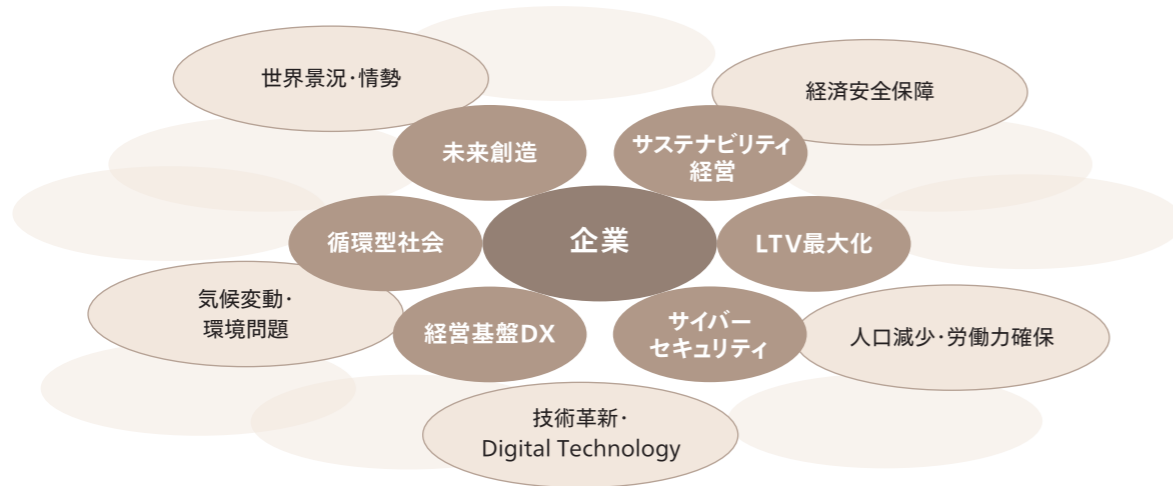 世界景況・情勢
経済安全保障
未来創造
サステナビリティ
経営
循環型社会
企業
LTV最大化
気候変動・
環境問題
経営基盤DX
サイバー
セキュリティ
人口減少・労働力確保
技術革新・
Digital Technology